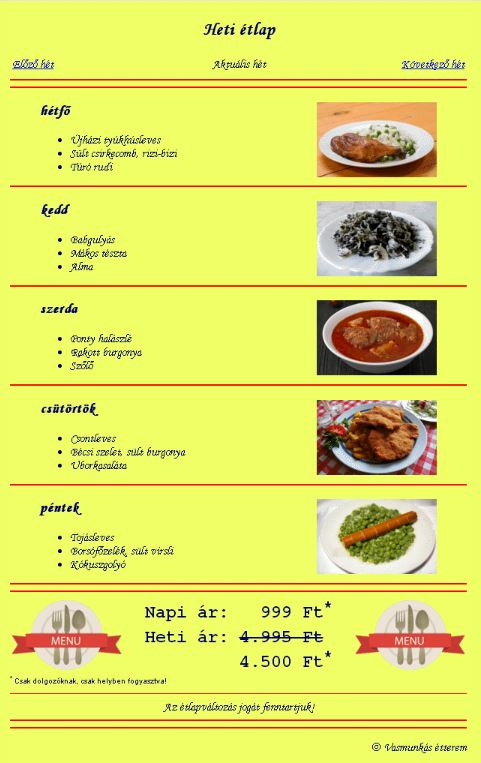 Heti étlap
Előző hét Aktuális hét Következő hét
hétfő
Újházi tyúkhúsleves
Sült csirkecomb, rizi-bizi
Túró rudi
kedd
Babgulyás
Mákos tészta
Alma
szerda
Ponty halászlé
Rakott burgonya
Szőlő
csütörtök
Csontleves
Bécsi szelet, sült burgonya
Uborkasaláta
péntek
Tojásleves
Borsófőzelék, sült virsli
Kókuszgolyó
MENU
Napi ár: 999 Ft*
Heti ár: 4.995 Ft
4.500 Ft*
MENU
* Csak dolgozóknak, csak helyben fogyasztva!
Az étlapváltozás jogát fenntartjuk!
© Vasmunkás étterem